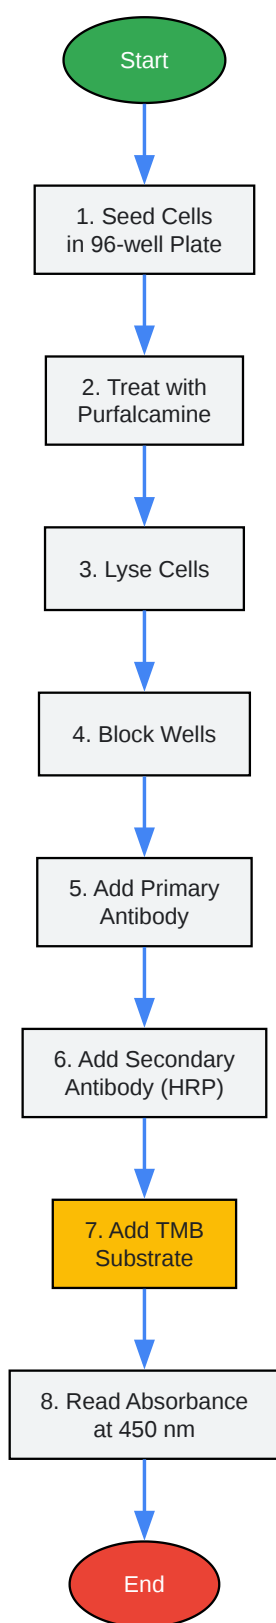 Start
1. Seed Cells
in 96-well Plate
2. Treat with
Purfalcamine
3. Lyse Cells
4. Block Wells
5. Add Primary
Antibody
6. Add Secondary
Antibody (HRP)
7. Add TMB
Substrate
8. Read Absorbance
at 450 nm
End